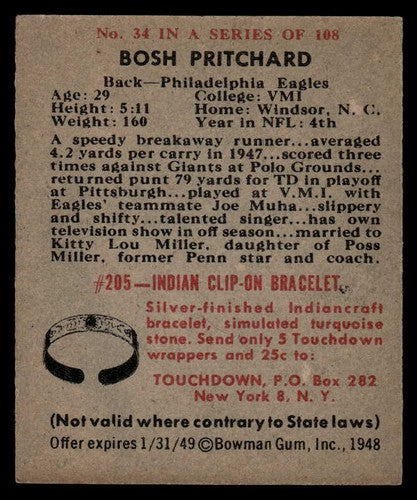 No. 34 IN A SERIES OF 108
BOSH PRITCHARD
Back—Philadelphia Eagles
Age: 29 College: VMI
Height: 5:11 Home: Windsor, N. C.
Weight: 160 Year in NFL: 4th
A speedy breakaway runner...averaged
4.2 yards per carry in 1947...scored three
times against Giants at Polo Grounds...
returned punt 79 yards for TD in playoff
at Pittsburgh...played at V.M.I. with
Eagles' teammate Joe Muha...slippery
and shifty...talented singer...has own
television show in off season...married to
Kitty Lou Miller, daughter of Poss
Miller, former Penn star and coach.
#205—INDIAN CLIP-ON BRACELET
Silver-finished Indiancraft
bracelet, simulated turquoise
stone. Send only 5 Touchdown
wrappers and 25c to:
TOUCHDOWN, P.O. Box 282
New York 8, N. Y.
(Not valid where contrary to State laws)
Offer expires 1/31/49 ©Bowman Gum, Inc., 1948